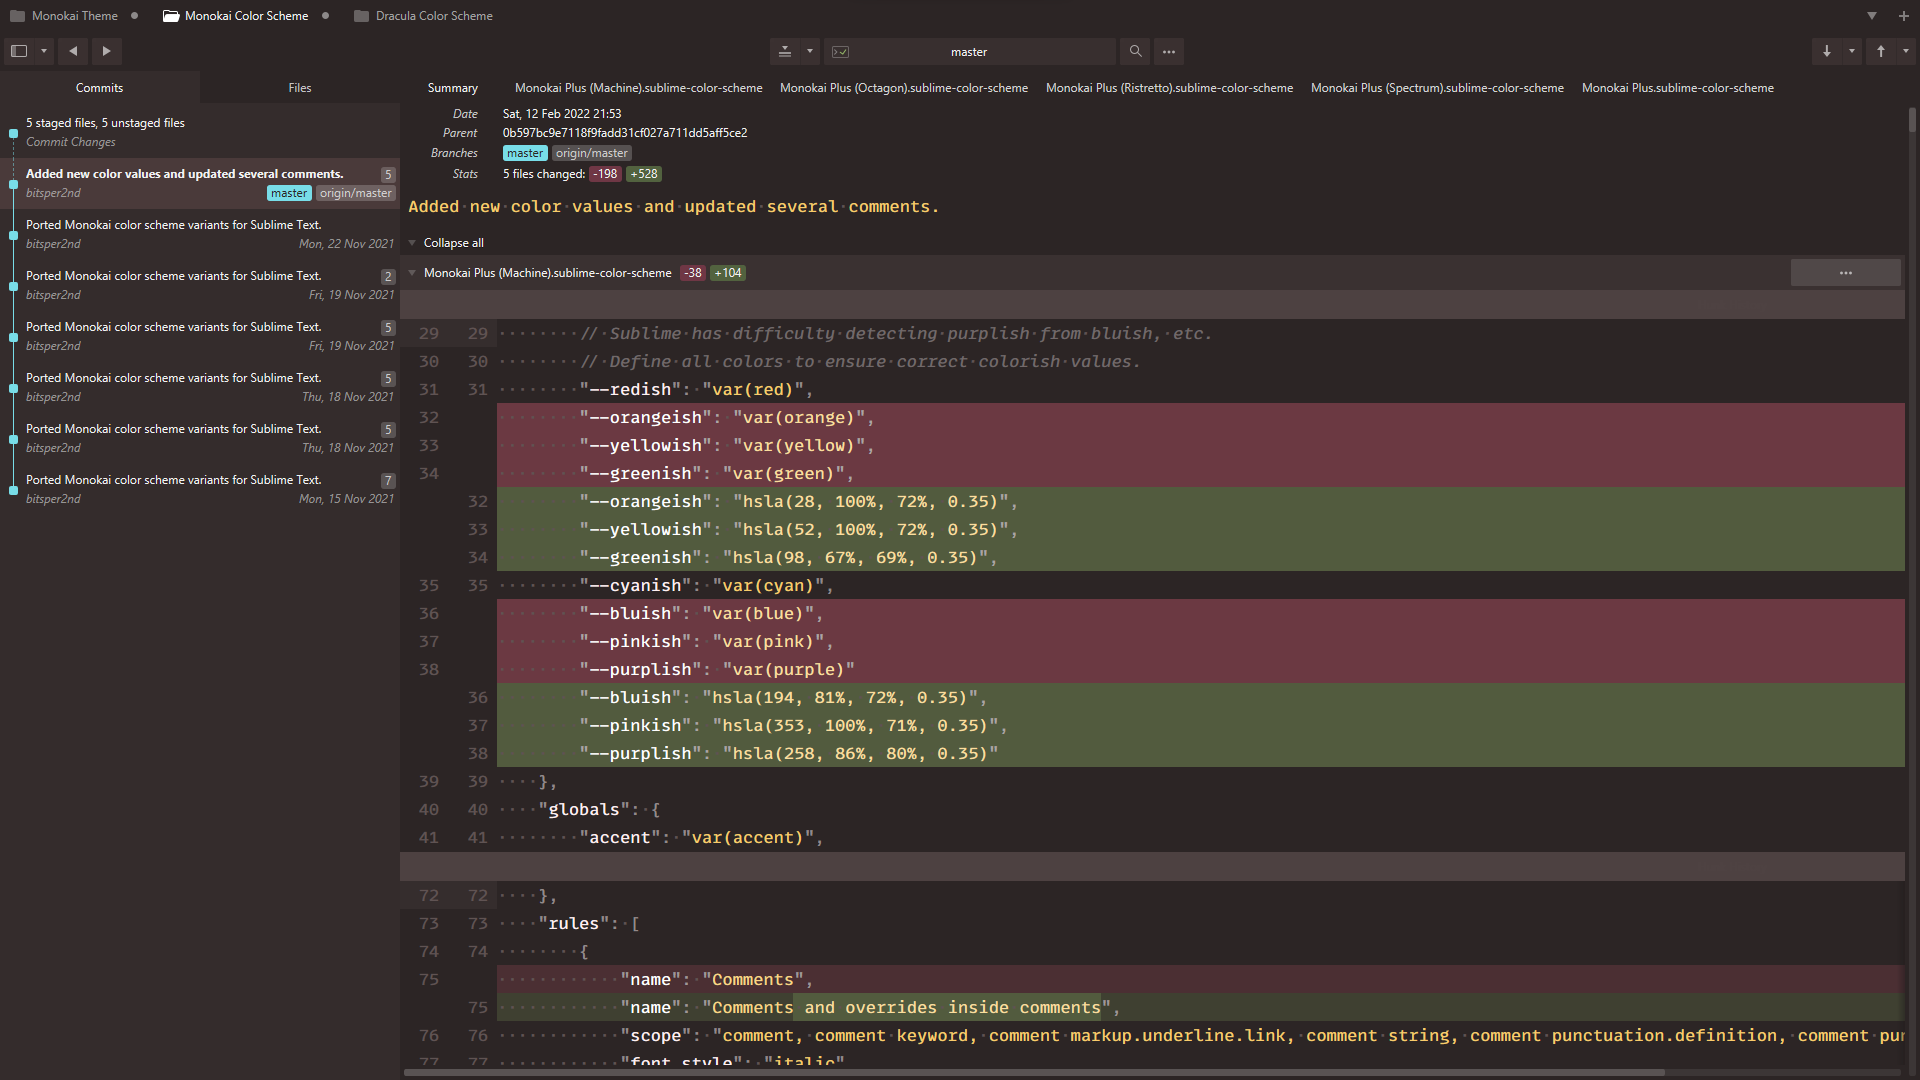 Monokai Theme
Monokai Color Scheme
Dracula Color Scheme
master
Commits
Files
5 staged files, 5 unstaged files
Commit Changes
Added new color values and updated several comments. 5
bitsper2nd master origin/master
Ported Monokai color scheme variants for Sublime Text.
bitsper2nd Mon, 22 Nov 2021
Ported Monokai color scheme variants for Sublime Text. 2
bitsper2nd Fri, 19 Nov 2021
Ported Monokai color scheme variants for Sublime Text. 5
bitsper2nd Fri, 19 Nov 2021
Ported Monokai color scheme variants for Sublime Text. 5
bitsper2nd Thu, 18 Nov 2021
Ported Monokai color scheme variants for Sublime Text. 5
bitsper2nd Thu, 18 Nov 2021
Ported Monokai color scheme variants for Sublime Text. 7
bitsper2nd Mon, 15 Nov 2021
Summary Monokai Plus (Machine).sublime-color-scheme Monokai Plus (Octagon).sublime-color-scheme Monokai Plus (Ristretto).sublime-color-scheme Monokai Plus (Spectrum).sublime-color-scheme Monokai Plus.sublime-color-scheme
Date Sat, 12 Feb 2022 21:53
Parent 0b597bc9e7118f9fadd31cf027a711dd5aff5ce2
Branches master origin/master
Stats 5 files changed: -198 +528
Added new color values and updated several comments.
Collapse all
Monokai Plus (Machine).sublime-color-scheme -38 +104
29 29 // Sublime has difficulty detecting purplish from bluish, etc.
30 30 // Define all colors to ensure correct colorish values.
31 31 "--redish": "var(red)",
32 "--orangeish": "var(orange)",
33 "--yellowish": "var(yellow)",
34 "--greenish": "var(green)",
32 "--orangeish": "hsla(28, 100%, 72%, 0.35)",
33 "--yellowish": "hsla(52, 100%, 72%, 0.35)",
34 "--greenish": "hsla(98, 67%, 69%, 0.35)",
35 35 "--cyanish": "var(cyan)",
36 "--bluish": "var(blue)",
37 "--pinkish": "var(pink)",
38 "--purplish": "var(purple)"
36 "--bluish": "hsla(194, 81%, 72%, 0.35)",
37 "--pinkish": "hsla(353, 100%, 71%, 0.35)",
38 "--purplish": "hsla(258, 86%, 80%, 0.35)"
39 39 },
40 40 "globals": {
41 41 "accent": "var(accent)",
72 72 },
73 73 "rules": [
74 74 {
75 "name": "Comments",
75 "name": "Comments and overrides inside comments",
76 76 "scope": "comment, comment keyword, comment markup.underline.link, comment string, comment punctuation.definition, comment pun
77 77 "font_style": "italic"